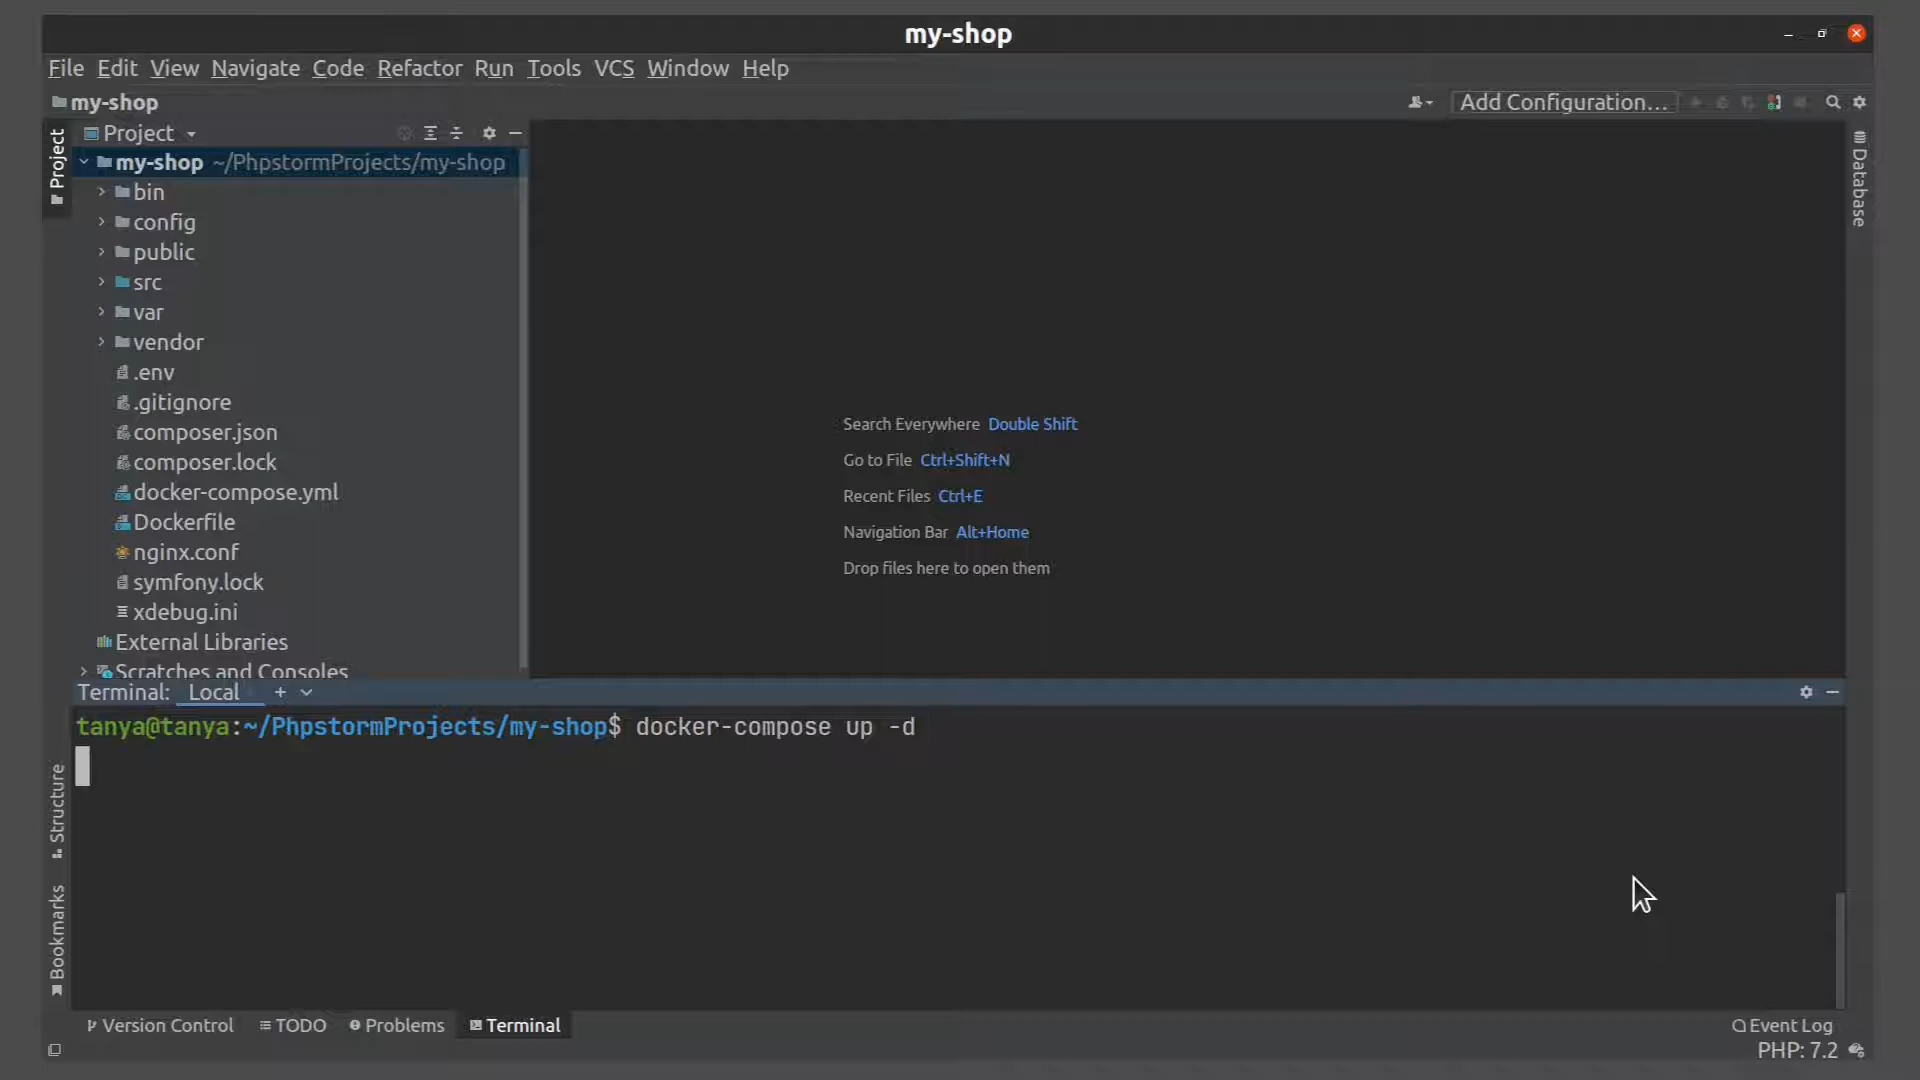 my-shop
File Edit View Navigate Code Refactor Run Tools VCS Window Help
my-shop
Add Configuration...
Project
Project
my-shop ~/PhpstormProjects/my-shop
bin
config
public
src
var
vendor
.env
.gitignore
composer.json
composer.lock
docker-compose.yml
Dockerfile
nginx.conf
symfony.lock
xdebug.ini
External Libraries
Scratches and Consoles
Search Everywhere Double Shift
Go to File Ctrl+Shift+N
Recent Files Ctrl+E
Navigation Bar Alt+Home
Drop files here to open them
Database
Terminal: Local
tanya@tanya:~/PhpstormProjects/my-shop$ docker-compose up -d
Structure
Bookmarks
Version Control TODO Problems Terminal
Event Log
PHP: 7.2